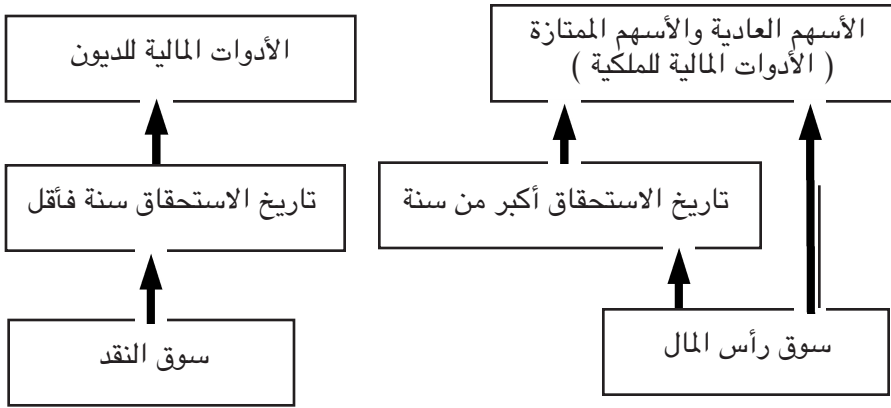 الأسهم العادية والأسهم الممتازة
( الأدوات المالية للملكية )
الأدوات المالية للديون
تاريخ الاستحقاق أكبر من سنة
تاريخ الاستحقاق سنة فأقل
سوق رأس المال
سوق النقد